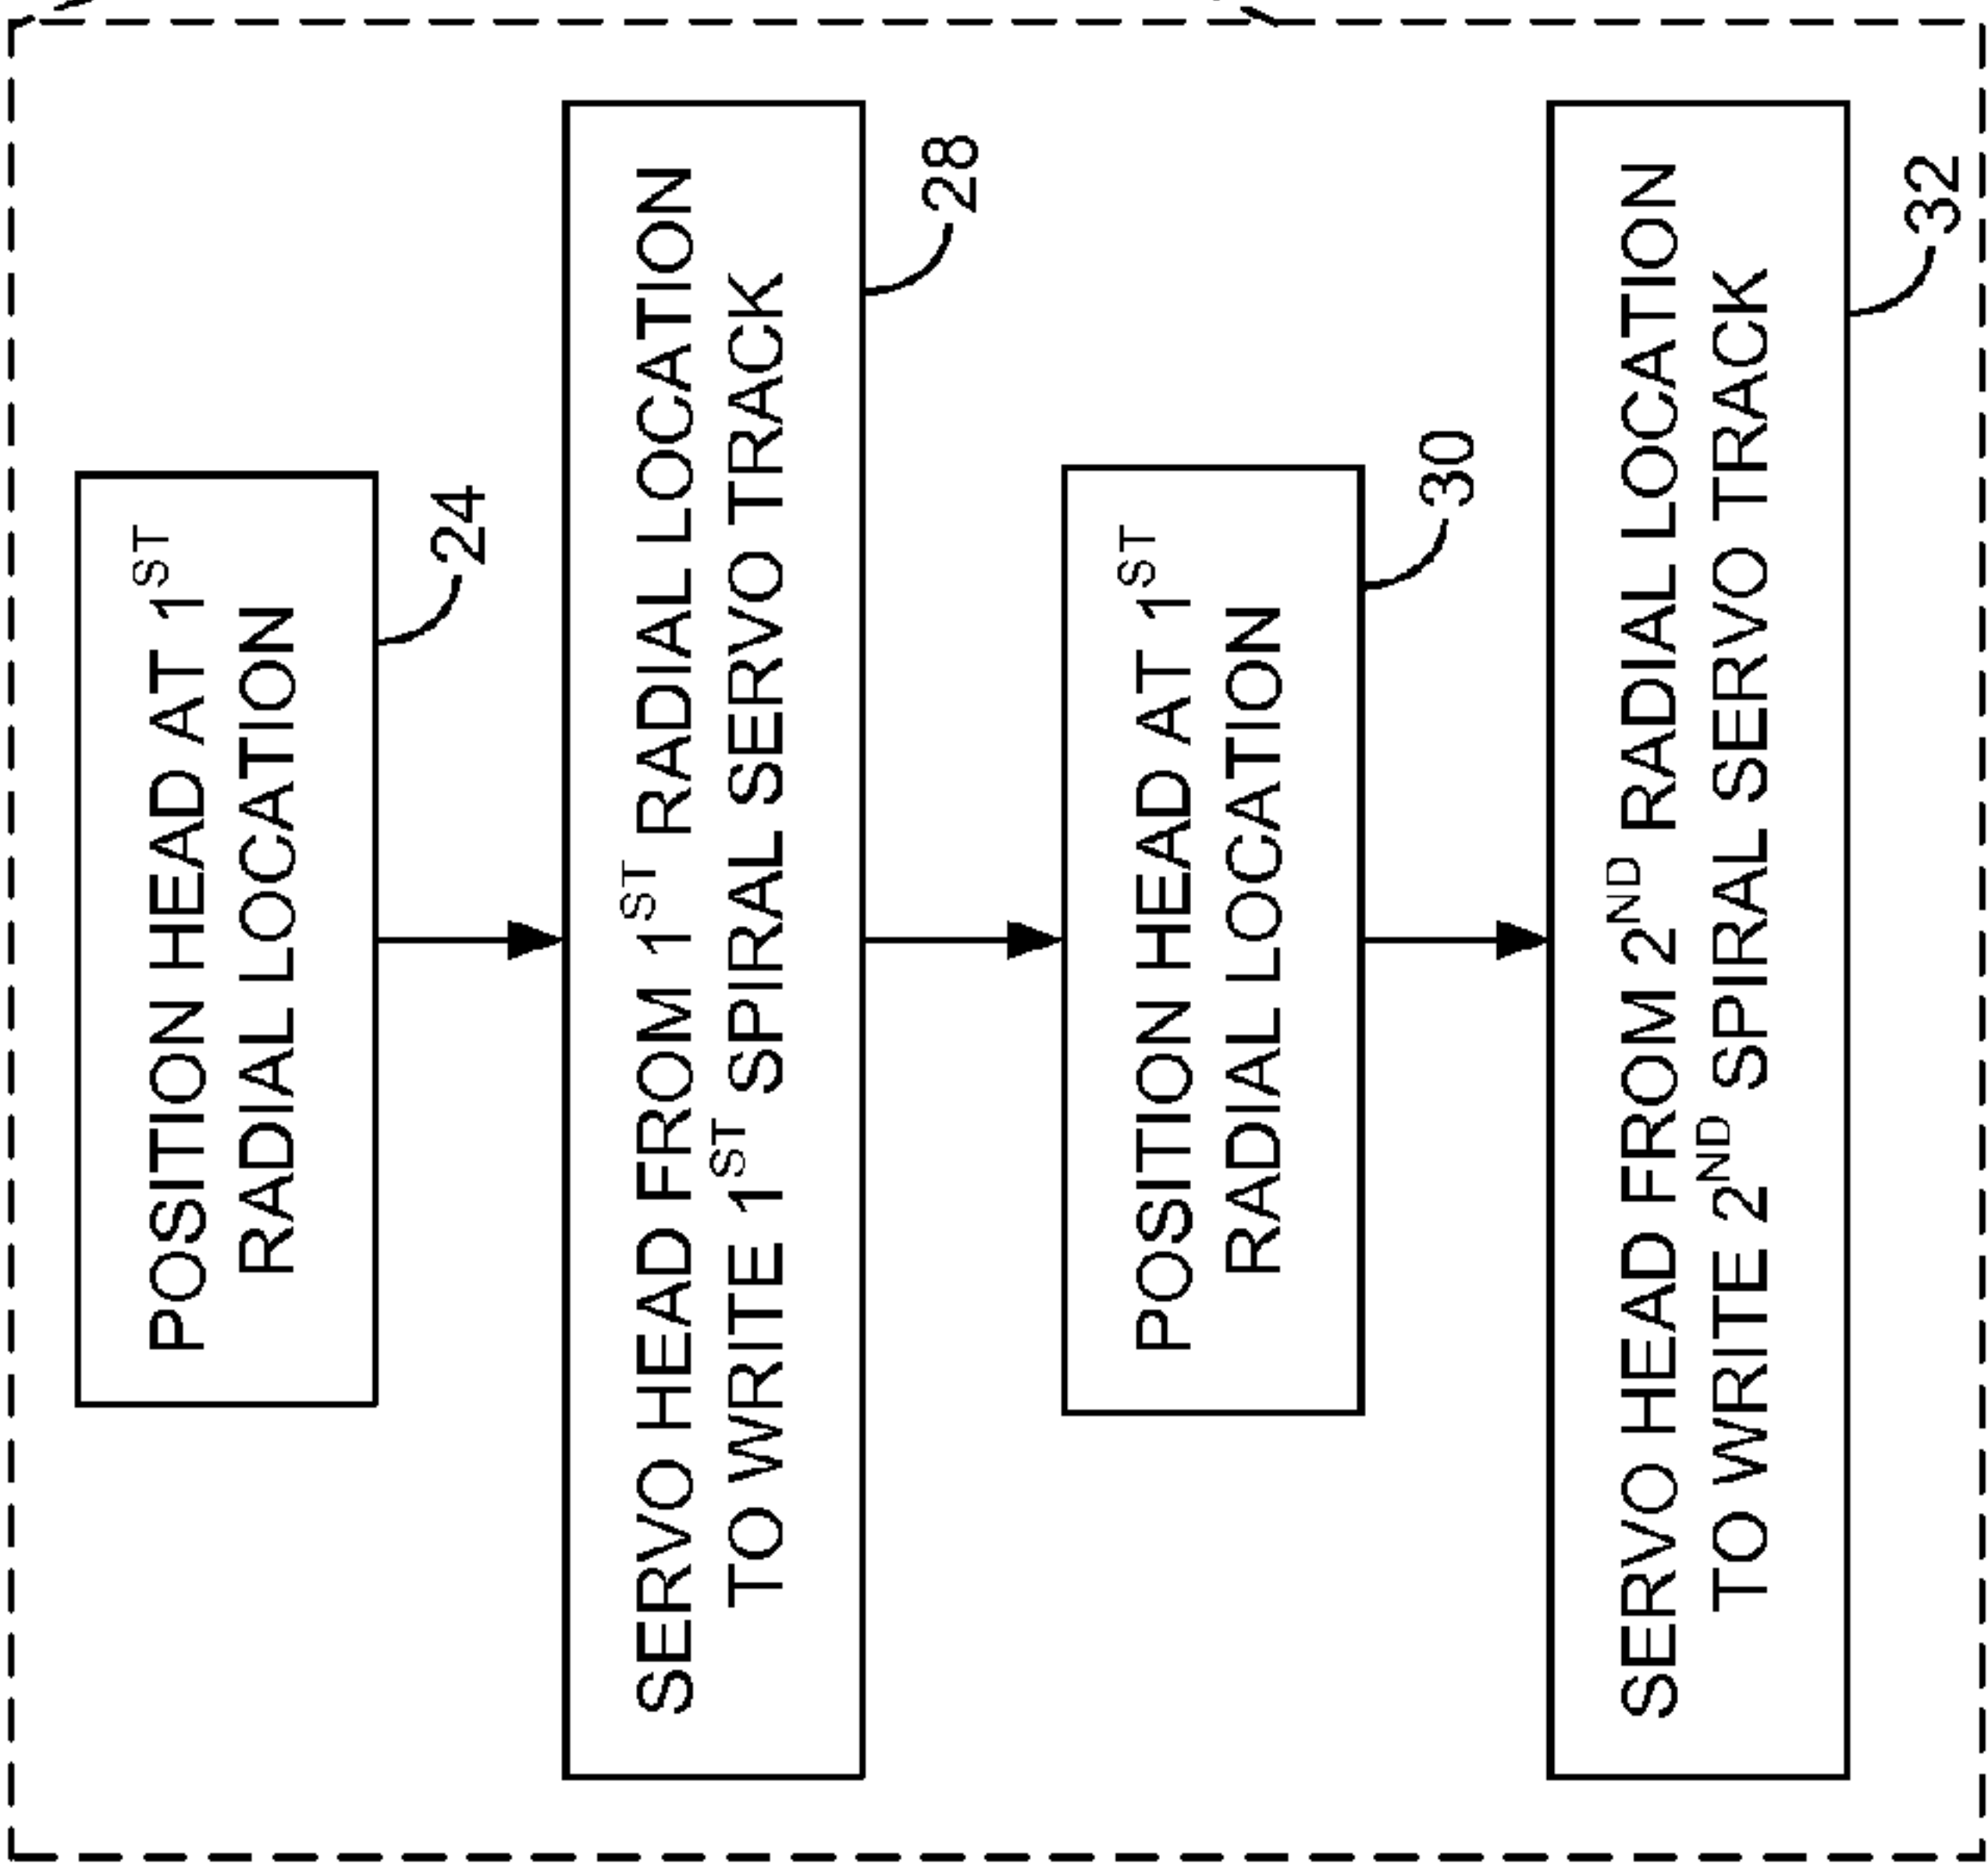 POSITION HEAD AT 1ST
RADIAL LOCATION
24
SERVO HEAD FROM 1ST RADIAL LOCATION
TO WRITE 1ST SPIRAL SERVO TRACK
28
POSITION HEAD AT 1ST
RADIAL LOCATION
30
SERVO HEAD FROM 2ND RADIAL LOCATION
TO WRITE 2ND SPIRAL SERVO TRACK
32